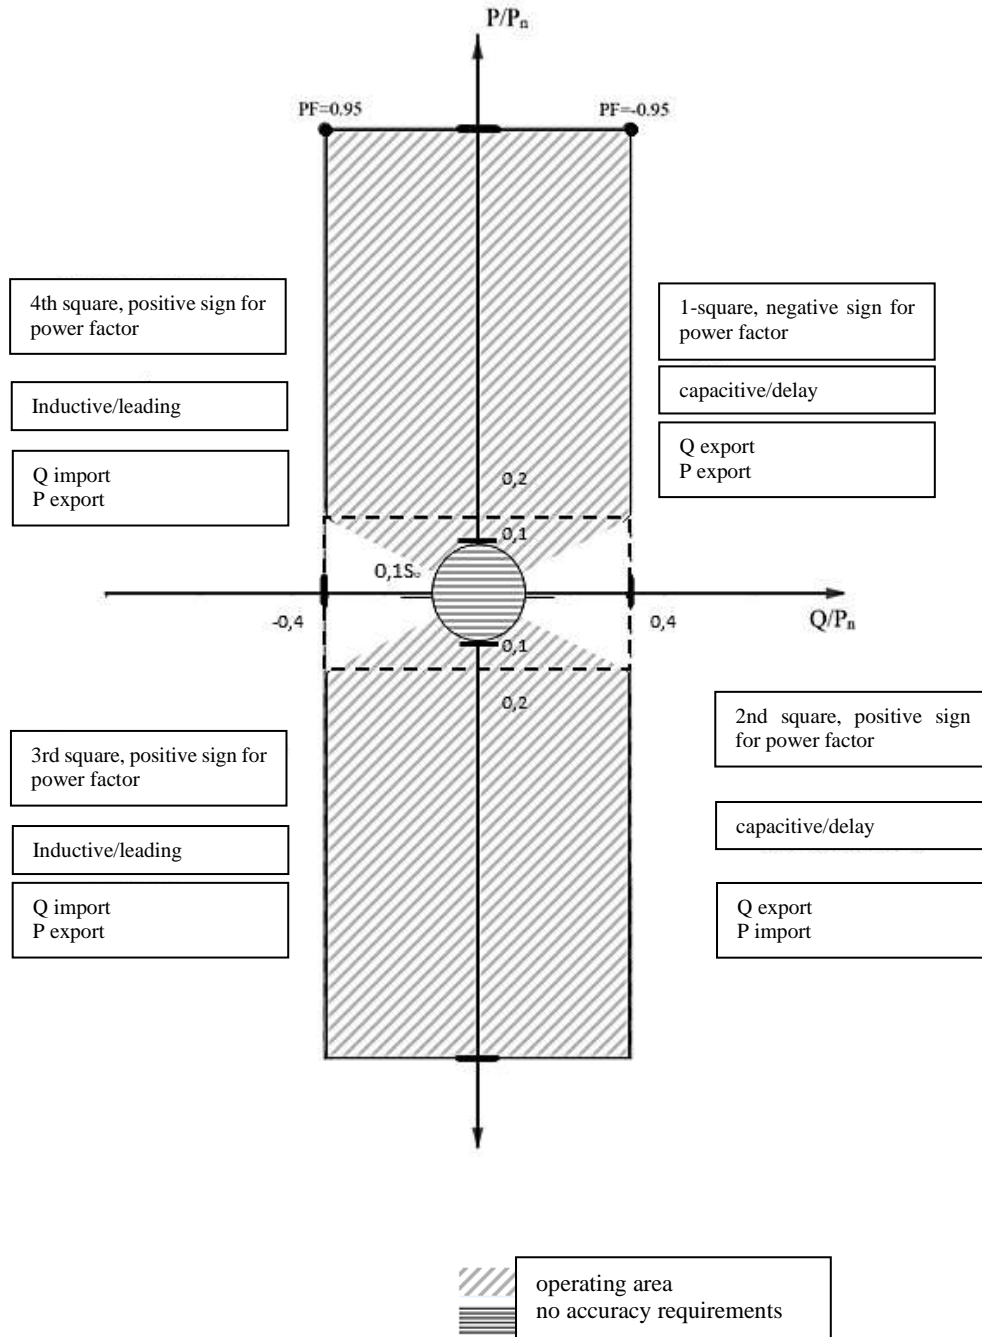 P/Pn
PF=0.95
PF=-0.95
4th square, positive sign for
power factor
1-square, negative sign for
power factor
Inductive/leading
capacitive/delay
Q import
P export
Q export
P export
0,2
0,1
0,1S
-0,4
0,4
Q/Pn
0,1
0,2
3rd square, positive sign for
power factor
2nd square, positive sign
for power factor
Inductive/leading
capacitive/delay
Q import
P export
Q export
P import
operating area
no accuracy requirements